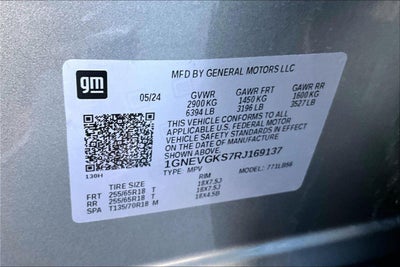 gm
MFD BY GENERAL MOTORS LLC
05/24 GVWR GAWR FRT GAWR RR
2900 KG 1450 KG 1600 KG
6394 LB 3196 LB 3527 LB
THIS VEHICLE CONFORMS TO ALL
APPLICABLE U.S. FEDERAL MOTOR
VEHICLE SAFETY STANDARDS IN EFFECT
ON THE DATE OF MANUFACTURE
SHOWN ABOVE.
1GNEVGKS7RJ169137
130H TYPE: MPV MODEL: 771LB56
TIRE SIZE RIM
FRT 255/65R18 T 18X7.5J
RR 255/65R18 T 18X7.5J
SPA T135/70R18 M 18X4.5B